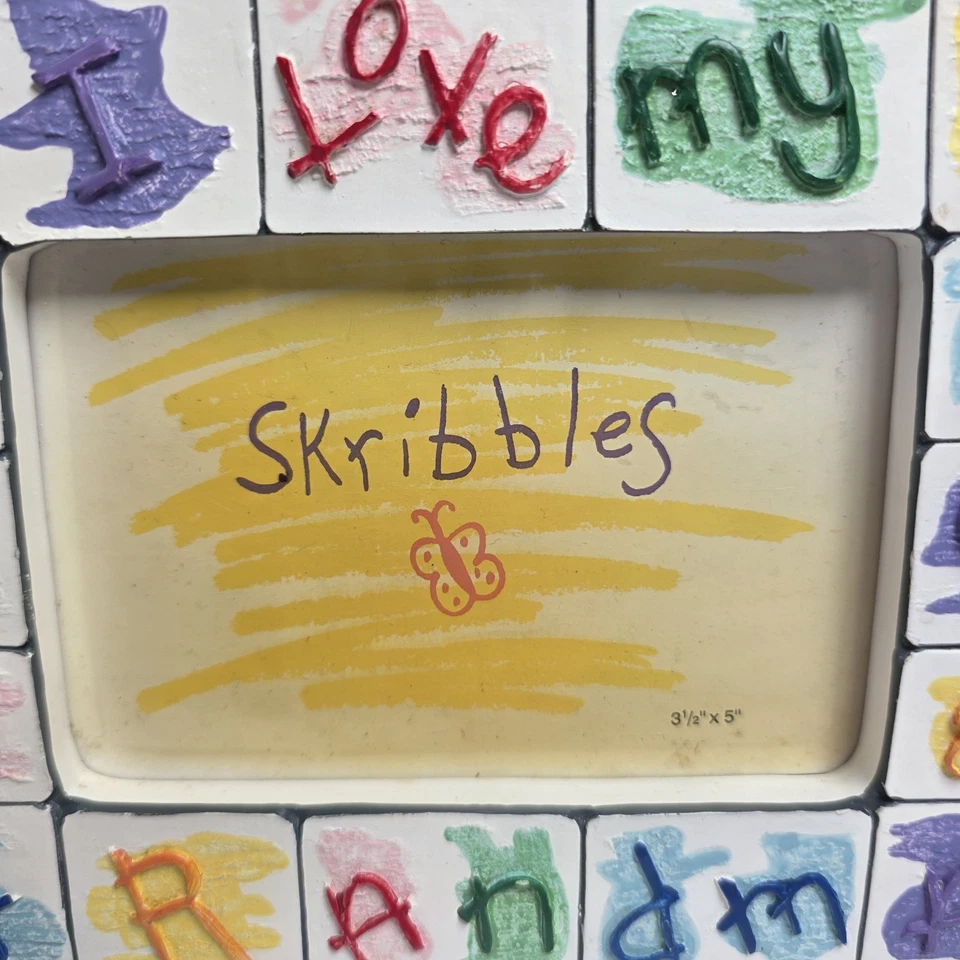 I Love my
Skribbles
3½" x 5"
RAndm